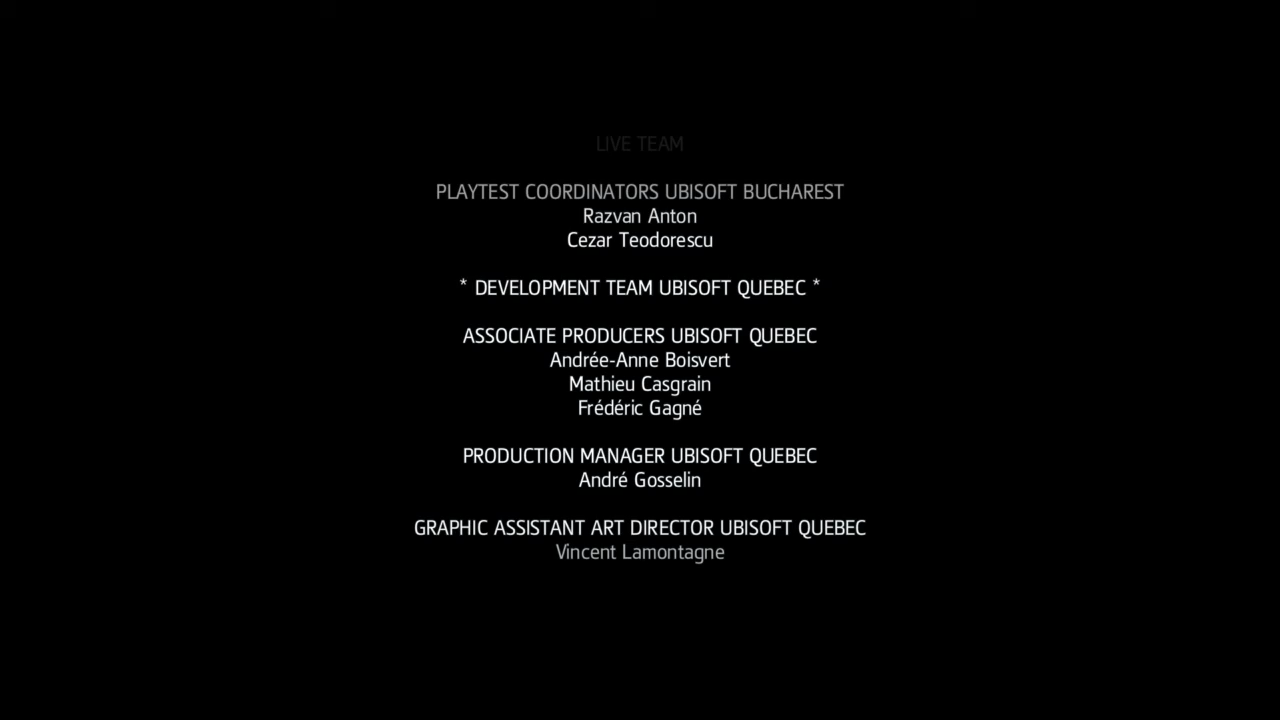 LIVE TEAM
PLAYTEST COORDINATORS UBISOFT BUCHAREST
Razvan Anton
Cezar Teodorescu
* DEVELOPMENT TEAM UBISOFT QUEBEC *
ASSOCIATE PRODUCERS UBISOFT QUEBEC
Andrée-Anne Boisvert
Mathieu Casgrain
Frédéric Gagné
PRODUCTION MANAGER UBISOFT QUEBEC
André Gosselin
GRAPHIC ASSISTANT ART DIRECTOR UBISOFT QUEBEC
Vincent Lamontagne